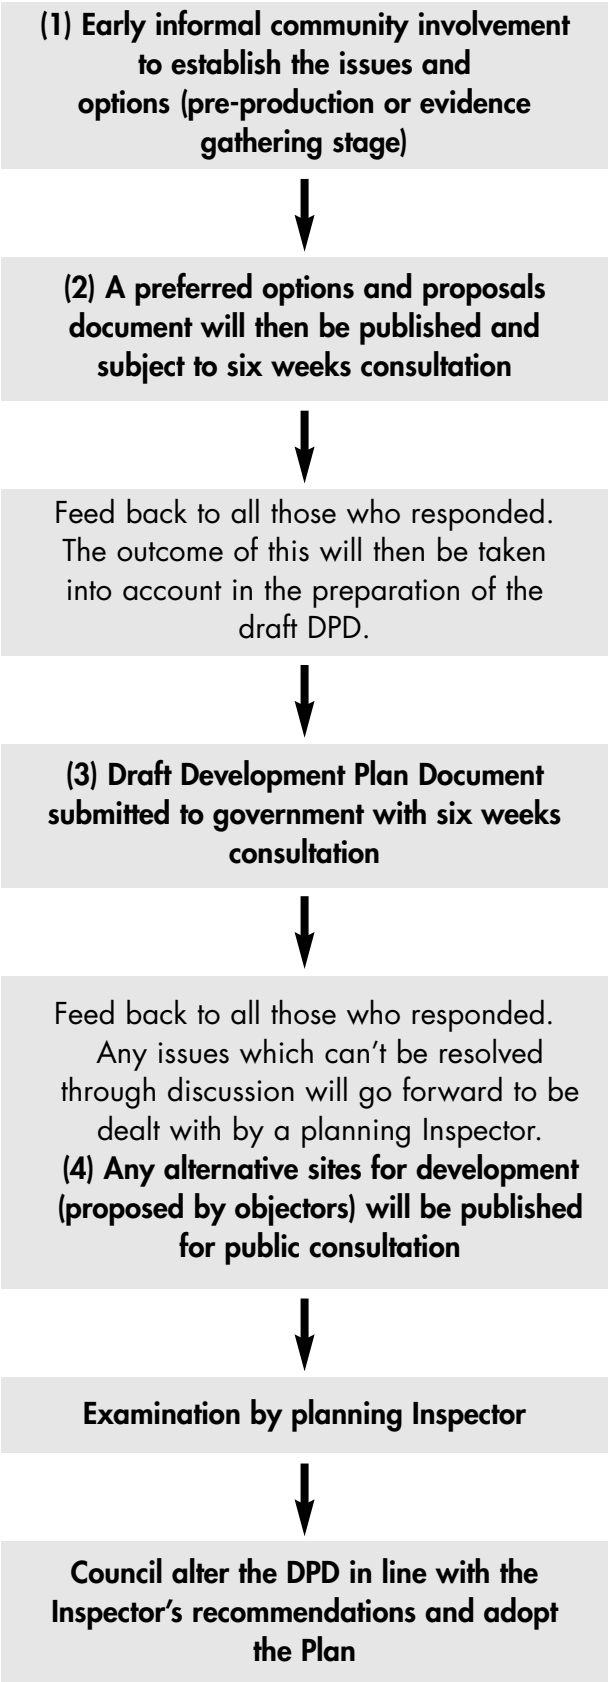 (1) Early informal community involvement
to establish the issues and
options (pre-production or evidence
gathering stage)
(2) A preferred options and proposals
document will then be published and
subject to six weeks consultation
Feed back to all those who responded.
The outcome of this will then be taken
into account in the preparation of the
draft DPD.
(3) Draft Development Plan Document
submitted to government with six weeks
consultation
Feed back to all those who responded.
Any issues which can’t be resolved
through discussion will go forward to be
dealt with by a planning Inspector.
(4) Any alternative sites for development
(proposed by objectors) will be published
for public consultation
Examination by planning Inspector
Council alter the DPD in line with the
Inspector’s recommendations and adopt
the Plan